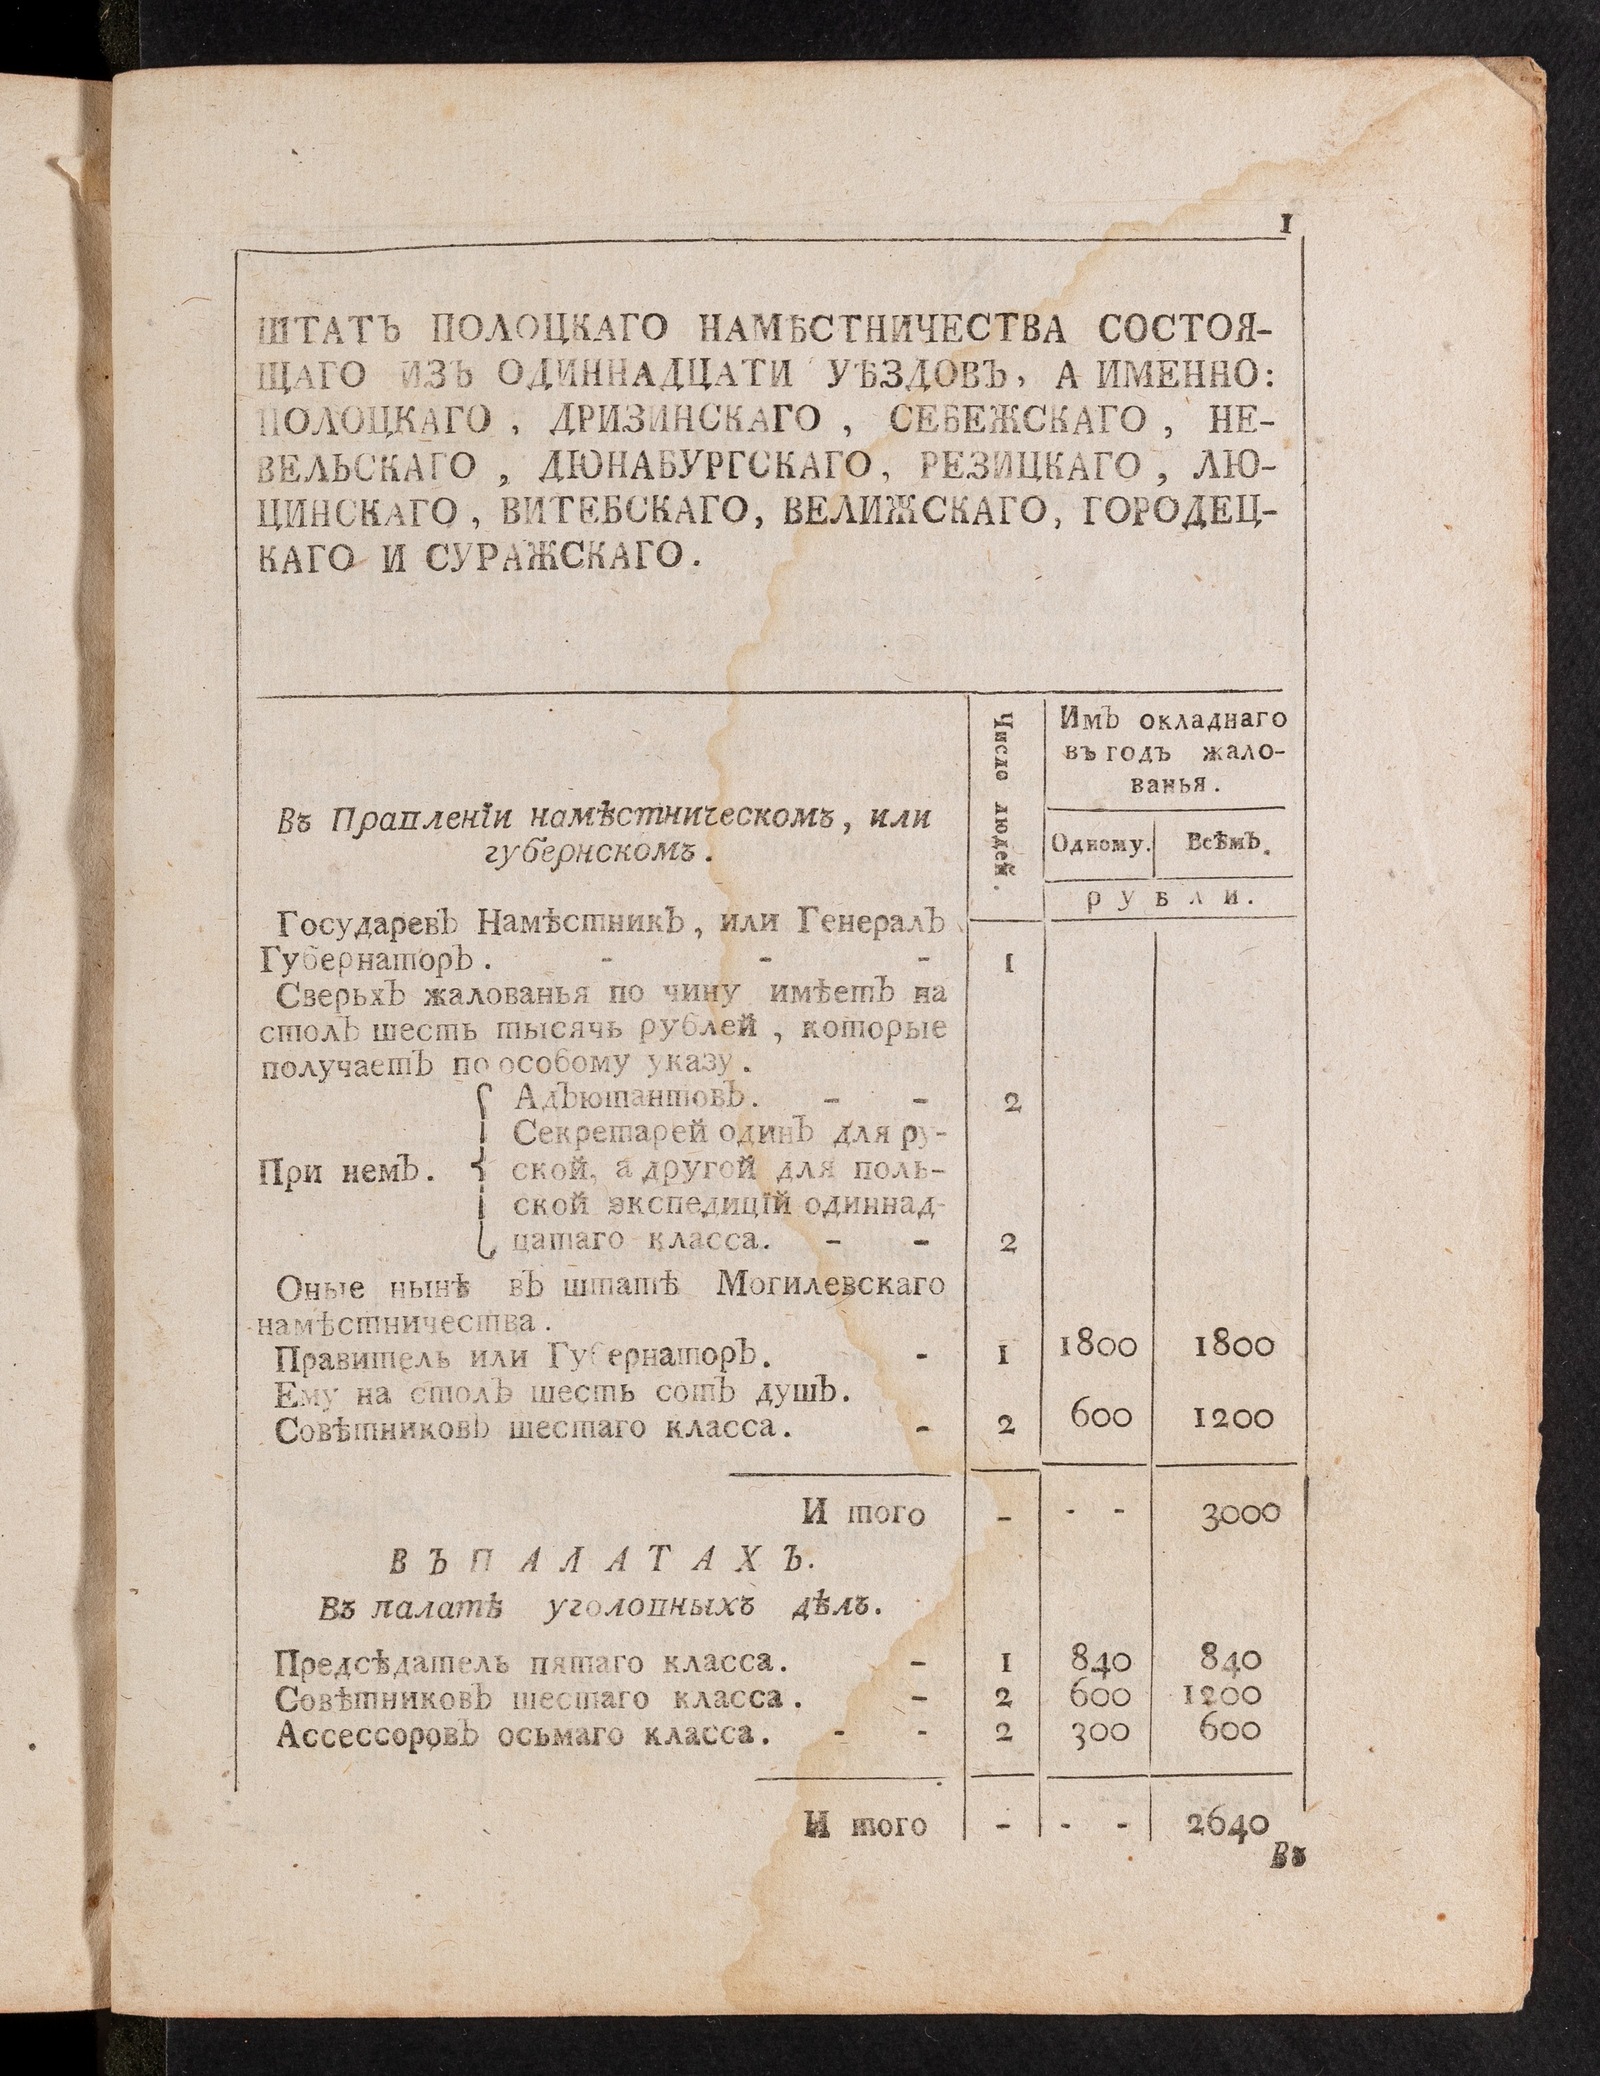 1
ШТАТЪ ПОЛОЦКАГО НАМѢСТНИЧЕСТВА СОСТОЯ-
ЩАГО ИЗЪ ОДИННАДЦАТИ УѢЗДОВЪ, А ИМЕННО:
ПОЛОЦКАГО, ДРИЗИНСКАГО, СЕБЕЖСКАГО, НЕ-
ВЕЛЬСКАГО, ДЮНАБУРГСКАГО, РЕЗИЦКАГО, ЛЮ-
ЦИНСКАГО, ВИТЕБСКАГО, ВЕЛИЖСКАГО, ГОРОДЕЦ-
КАГО И СУРАЖСКАГО.
Число людей.
Имъ окладнаго
въ годъ жало-
ванья.
Одному. Всѣмъ.
рубли.
Въ Правленїи намѣстническомъ, или
губернскомъ.
Государевъ Намѣстникъ, или Генералъ
Губернаторъ. - - - 1
Сверьхъ жалованья по чину имѣетъ на
столъ шесть тысячь рублей, которые
получаетъ по особому указу.
Адъютантовъ. - - 2
Секретарей одинъ для ру-
При немъ. ской, а другой для поль-
ской экспедицїй одиннад-
цатаго класса. - - 2
Оные нынѣ въ штатѣ Могилевскаго
намѣстничества.
Правитель или Губернаторъ. - 1 1800 1800
Ему на столъ шесть сотъ душъ.
Совѣтниковъ шестаго класса. - 2 600 1200
И того - - - 3000
ВЪ ПАЛАТАХЪ.
Въ палатѣ уголовныхъ дѣлъ.
Предсѣдатель пятаго класса. - 1 840 840
Совѣтниковъ шестаго класса. - 2 600 1200
Ассессоровъ осьмаго класса. - - 2 300 600
И того - - - 2640
Въ